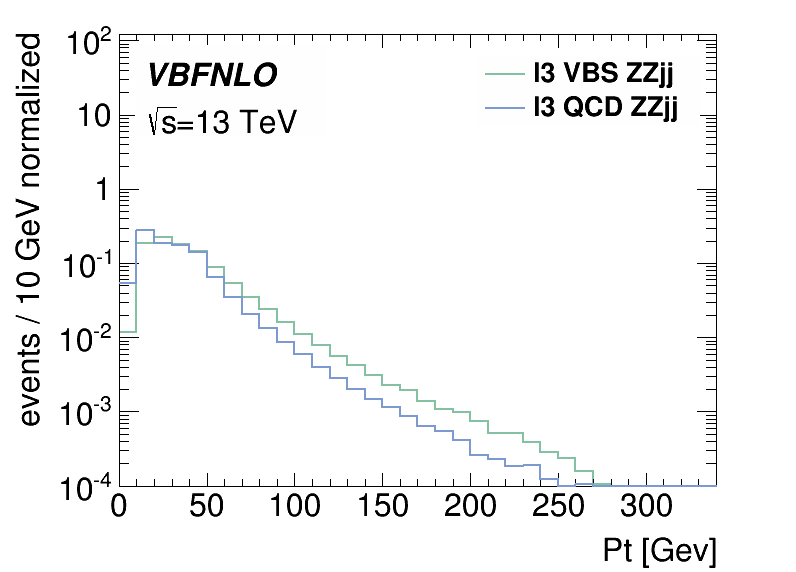 VBFNLO
√s=13 TeV
l3 VBS ZZjj
l3 QCD ZZjj
events / 10 GeV normalized
10²
10
1
10⁻¹
10⁻²
10⁻³
10⁻⁴
0 50 100 150 200 250 300
Pt [Gev]